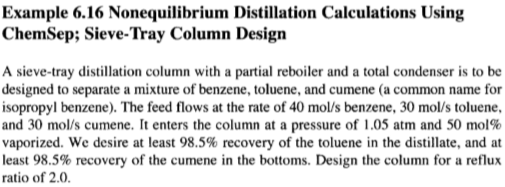 Example 6.16 Nonequilibrium Distillation Calculations Using
ChemSep; Sieve-Tray Column Design
A sieve-tray distillation column with a partial reboiler and a total condenser is to be
designed to separate a mixture of benzene, toluene, and cumene (a common name for
isopropyl benzene). The feed flows at the rate of 40 mol/s benzene, 30 mol/s toluene,
and 30 mol/s cumene. It enters the column at a pressure of 1.05 atm and 50 mol%
vaporized. We desire at least 98.5% recovery of the toluene in the distillate, and at
least 98.5% recovery of the cumene in the bottoms. Design the column for a reflux
ratio of 2.0.